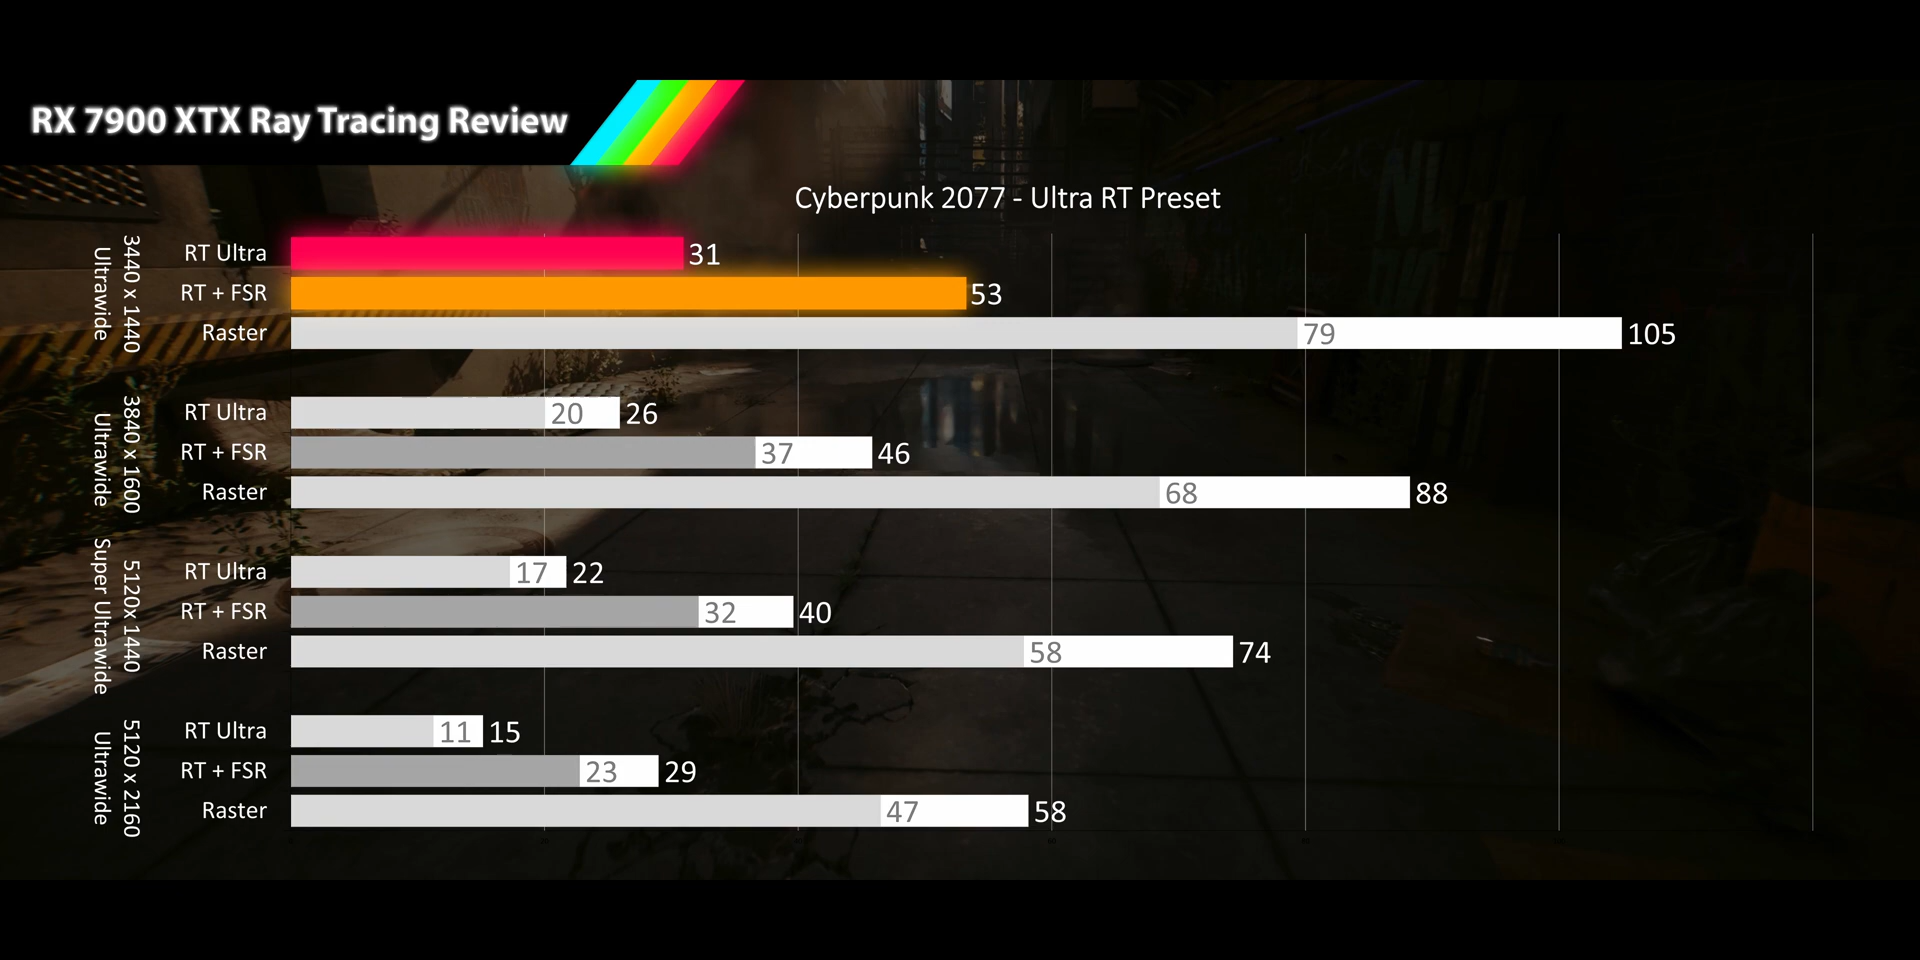 RX 7900 XTX Ray Tracing Review
Cyberpunk 2077 - Ultra RT Preset
3440 x 1440
Ultrawide
RT Ultra 31
RT + FSR 53
Raster 79 105
3840 x 1600
Ultrawide
RT Ultra 20 26
RT + FSR 37 46
Raster 68 88
5120x 1440
Super Ultrawide
RT Ultra 17 22
RT + FSR 32 40
Raster 58 74
5120 x 2160
Ultrawide
RT Ultra 11 15
RT + FSR 23 29
Raster 47 58